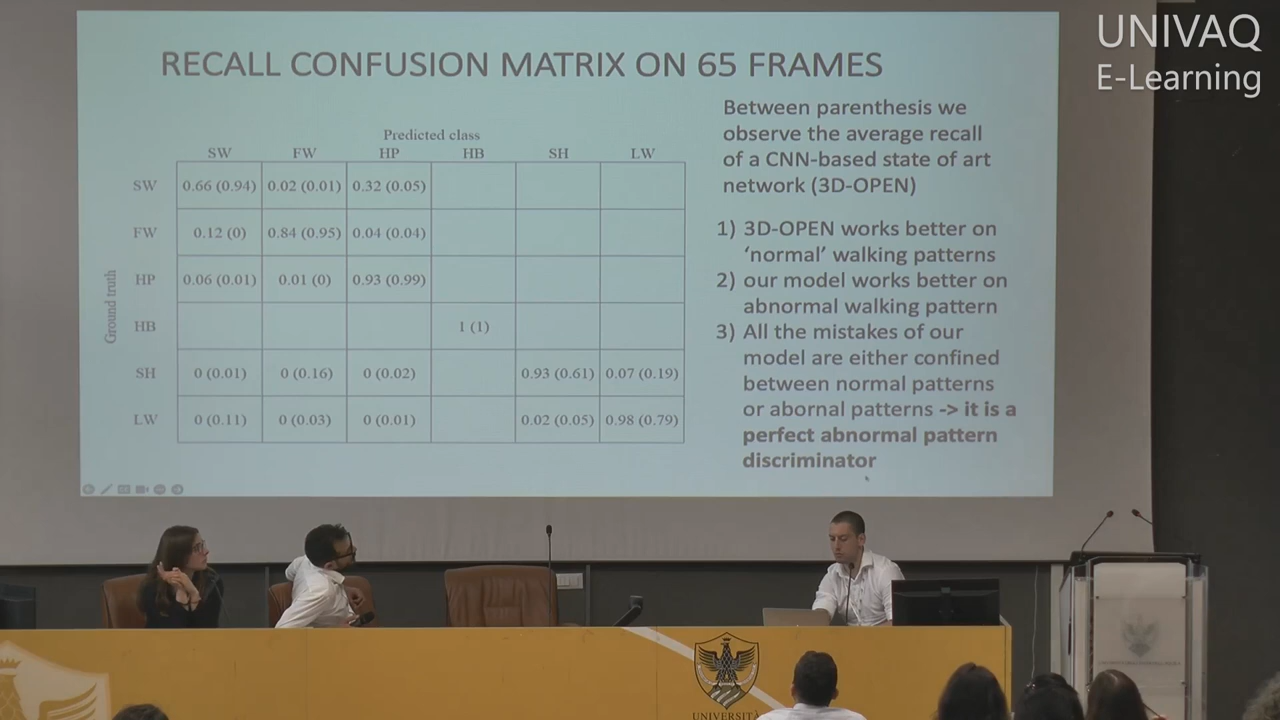 UNIVAQ
E-Learning
RECALL CONFUSION MATRIX ON 65 FRAMES
Predicted class
SW FW HP HB SH LW
Ground truth
SW 0.66 (0.94) 0.02 (0.01) 0.32 (0.05)
FW 0.12 (0) 0.84 (0.95) 0.04 (0.04)
HP 0.06 (0.01) 0.01 (0) 0.93 (0.99)
HB 1 (1)
SH 0 (0.01) 0 (0.16) 0 (0.02) 0.93 (0.61) 0.07 (0.19)
LW 0 (0.11) 0 (0.03) 0 (0.01) 0.02 (0.05) 0.98 (0.79)
Between parenthesis we
observe the average recall
of a CNN-based state of art
network (3D-OPEN)
1) 3D-OPEN works better on
‘normal’ walking patterns
2) our model works better on
abnormal walking pattern
3) All the mistakes of our
model are either confined
between normal patterns
or abornal patterns -> it is a
perfect abnormal pattern
discriminator
UNIVERSITÀ